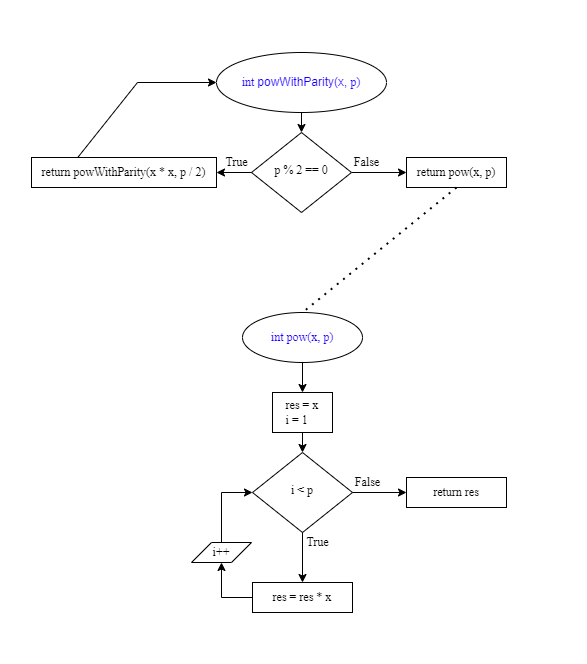 int powWithParity(x, p)
True
False
return powWithParity(x * x, p / 2)
p % 2 == 0
return pow(x, p)
int pow(x, p)
res = x
i = 1
False
i < p
return res
True
i++
res = res * x